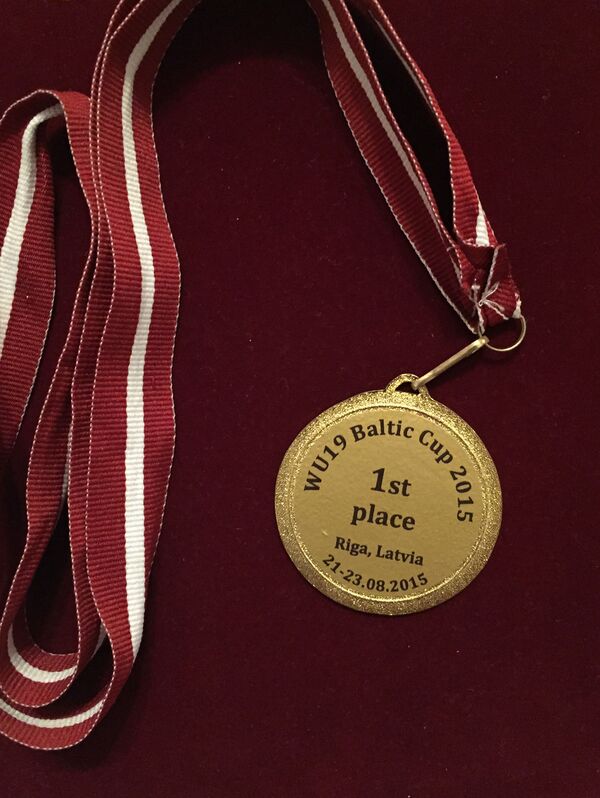 WU19 Baltic Cup 2015
1st
place
Riga, Latvia
21-23.08.2015